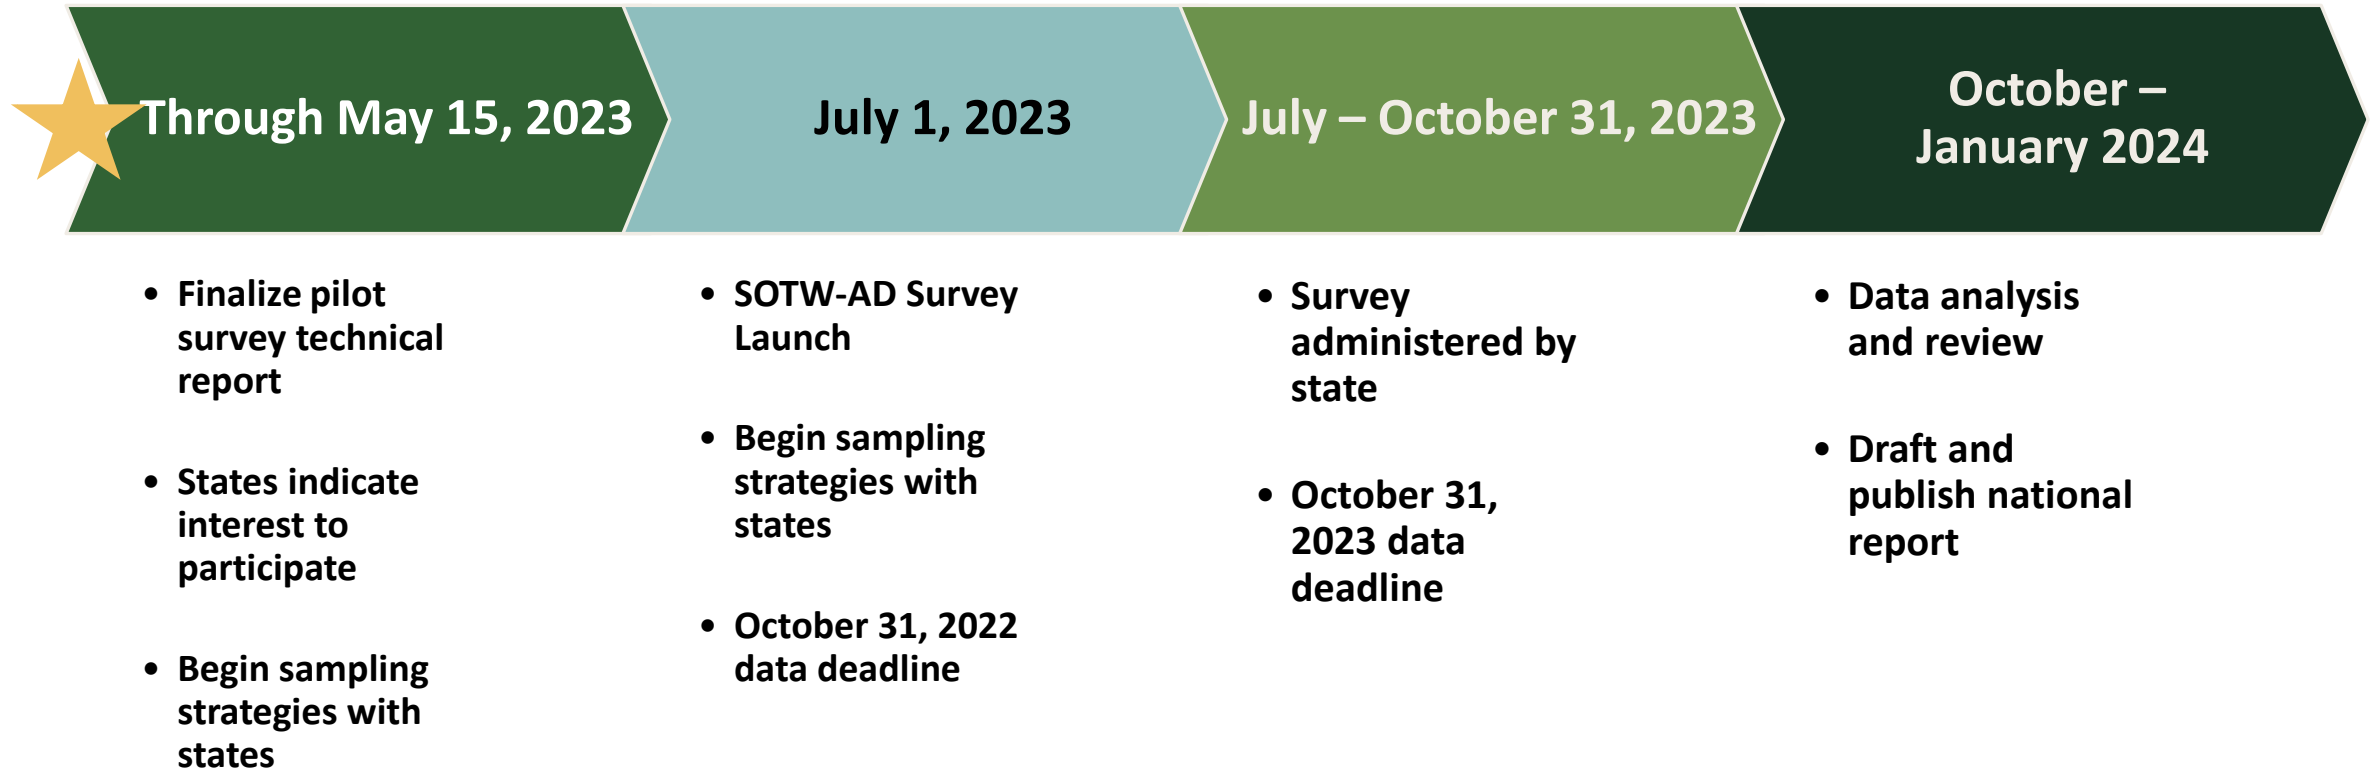 Through May 15, 2023
July 1, 2023
July – October 31, 2023
October –
January 2024
• Finalize pilot
survey technical
report
• States indicate
interest to
participate
• Begin sampling
strategies with
states
• SOTW-AD Survey
Launch
• Begin sampling
strategies with
states
• October 31, 2022
data deadline
• Survey
administered by
state
• October 31,
2023 data
deadline
• Data analysis
and review
• Draft and
publish national
report